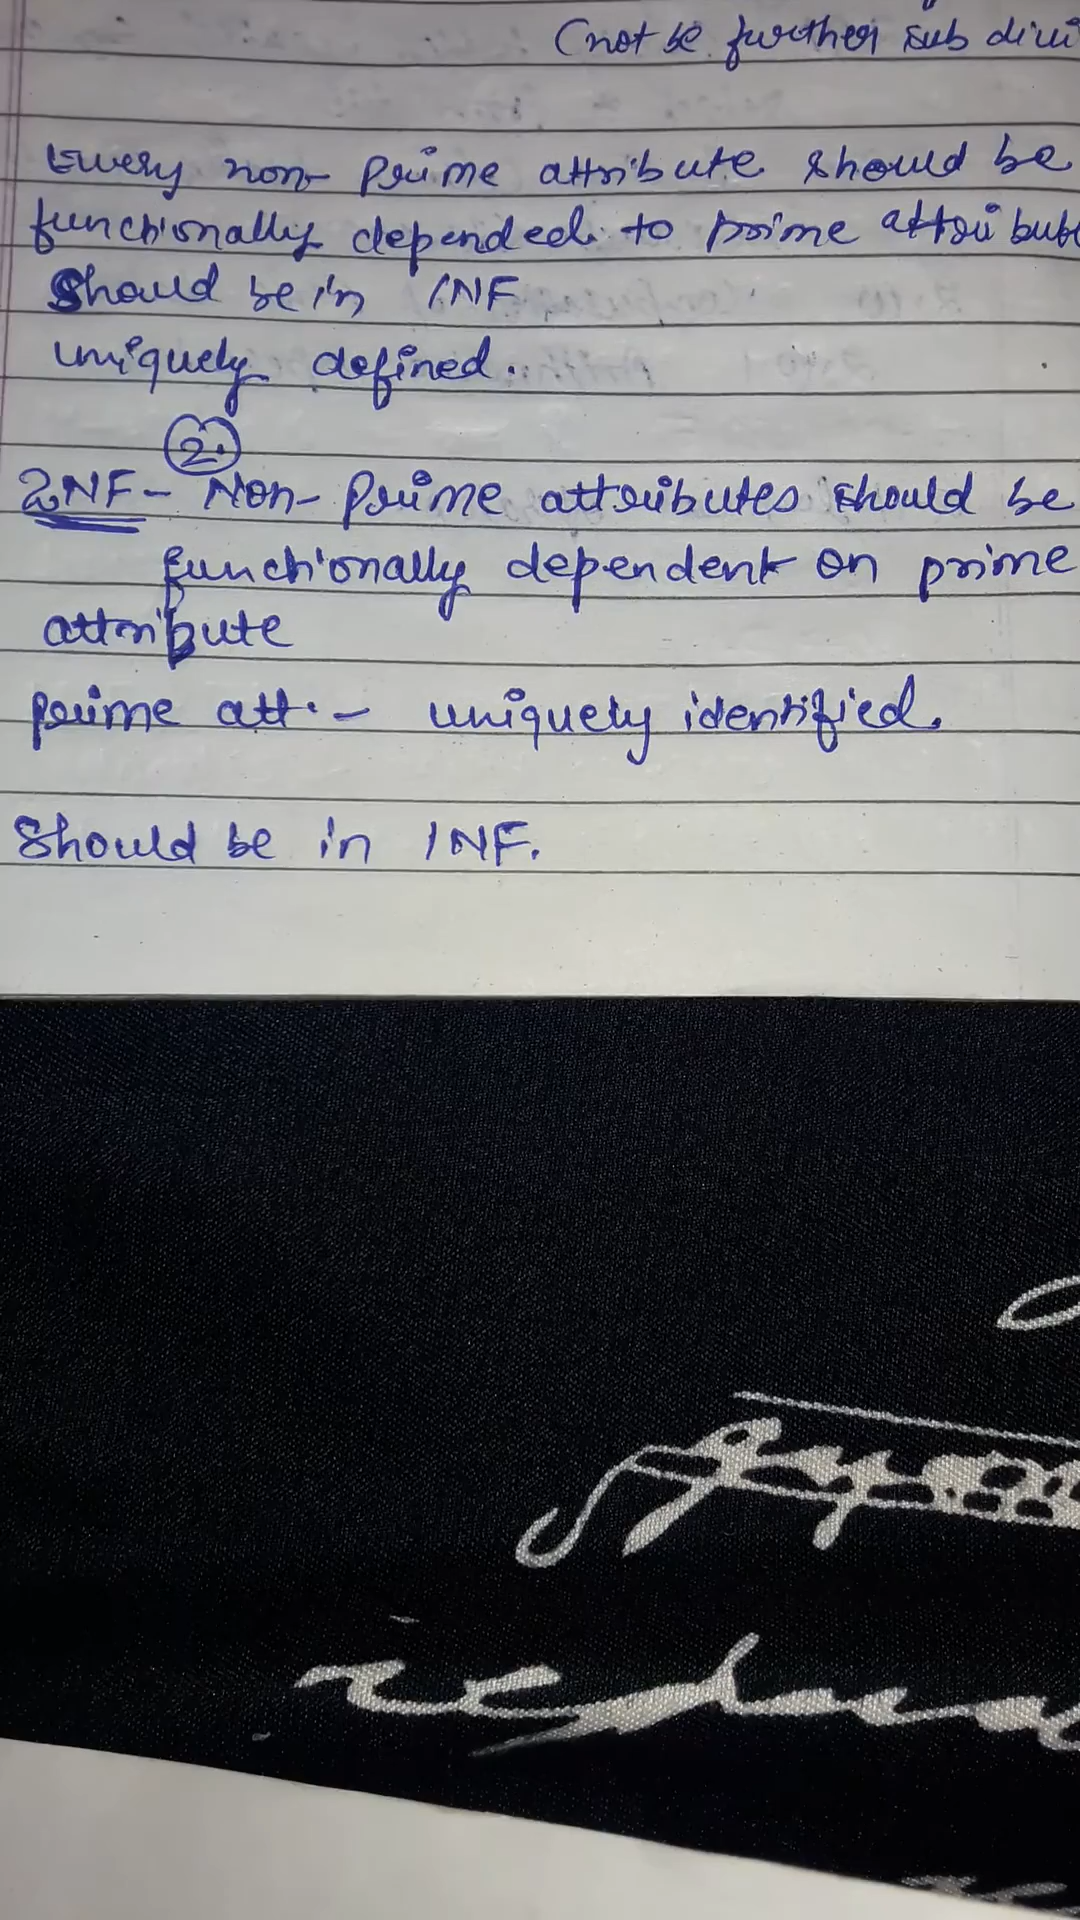 (not be further sub divi
Every non- prime attribute should be
functionally depended to prime attribut
Should be in 1NF
uniquely defined.
2.
2NF- Non- prime attributes should be
functionally dependent on prime
attribute
prime att. - uniquely identified.
Should be in 1NF.